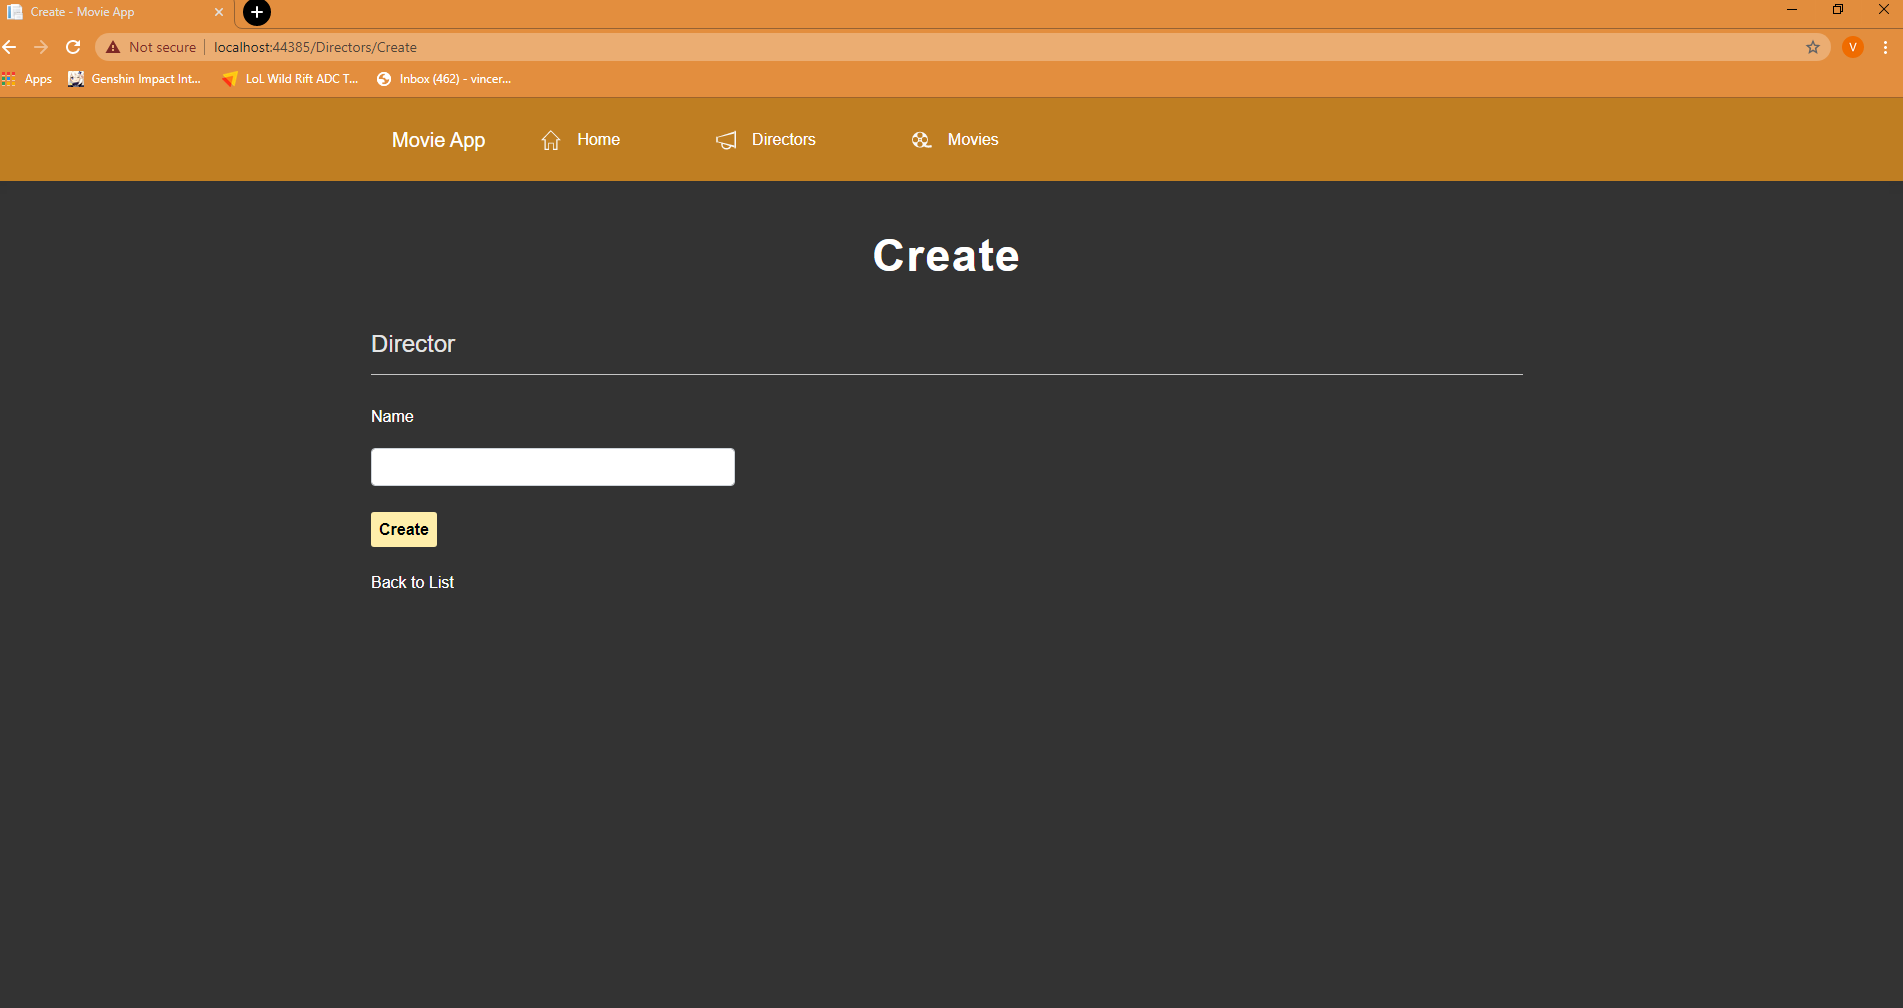 Create - Movie App
Not secure localhost:44385/Directors/Create
V
Apps Genshin Impact Int... LoL Wild Rift ADC T... Inbox (462) - vincer...
Movie App Home Directors Movies
Create
Director
Name
Create
Back to List